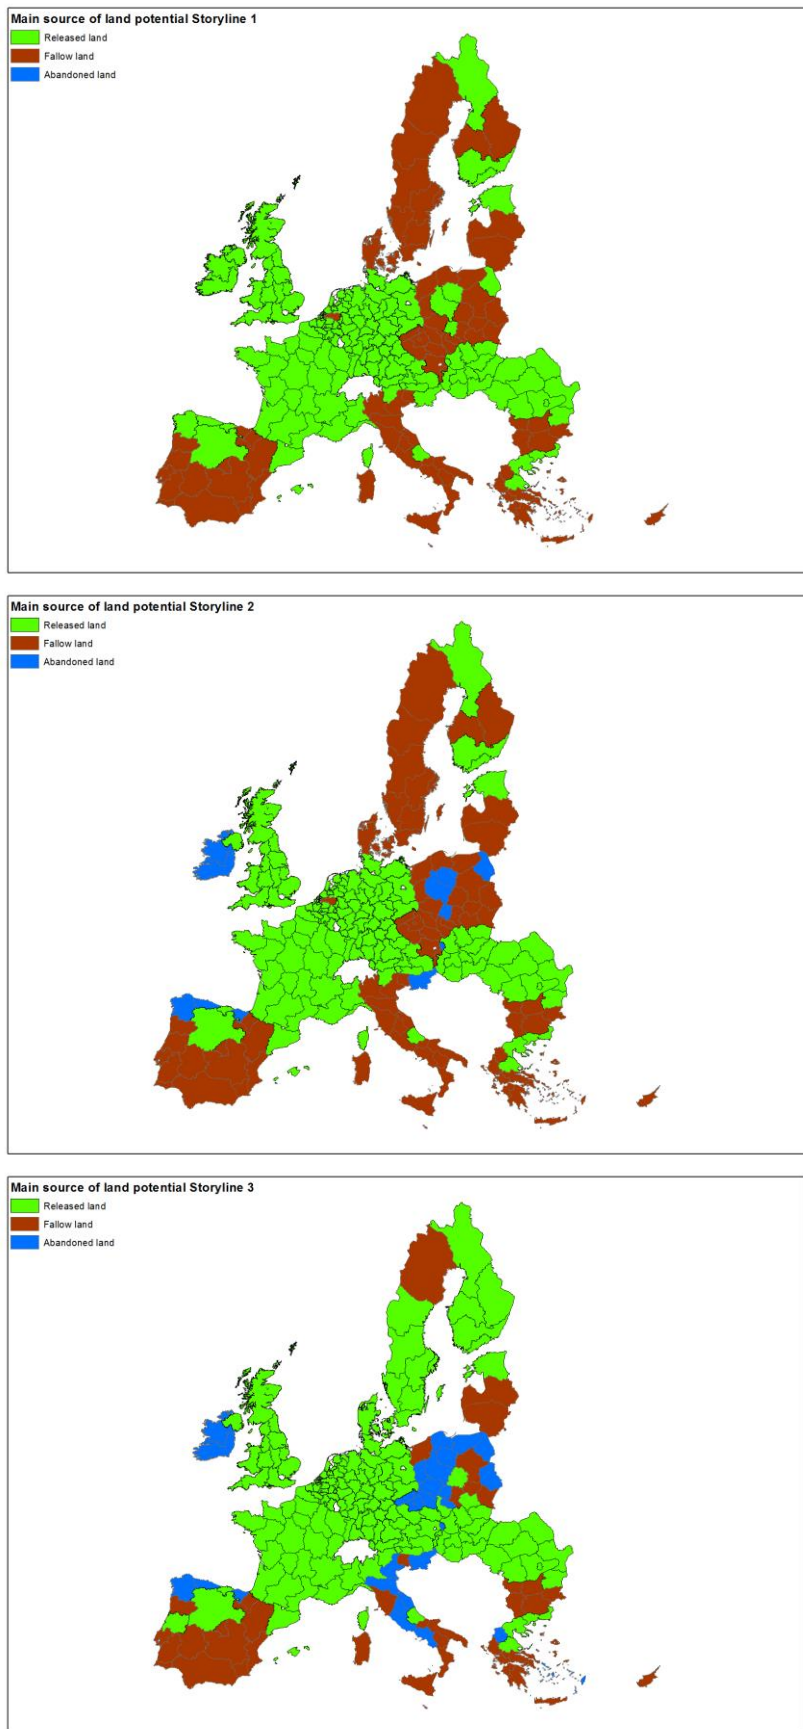 Main source of land potential Storyline 1
Released land
Fallow land
Abandoned land
Main source of land potential Storyline 2
Released land
Fallow land
Abandoned land
Main source of land potential Storyline 3
Released land
Fallow land
Abandoned land